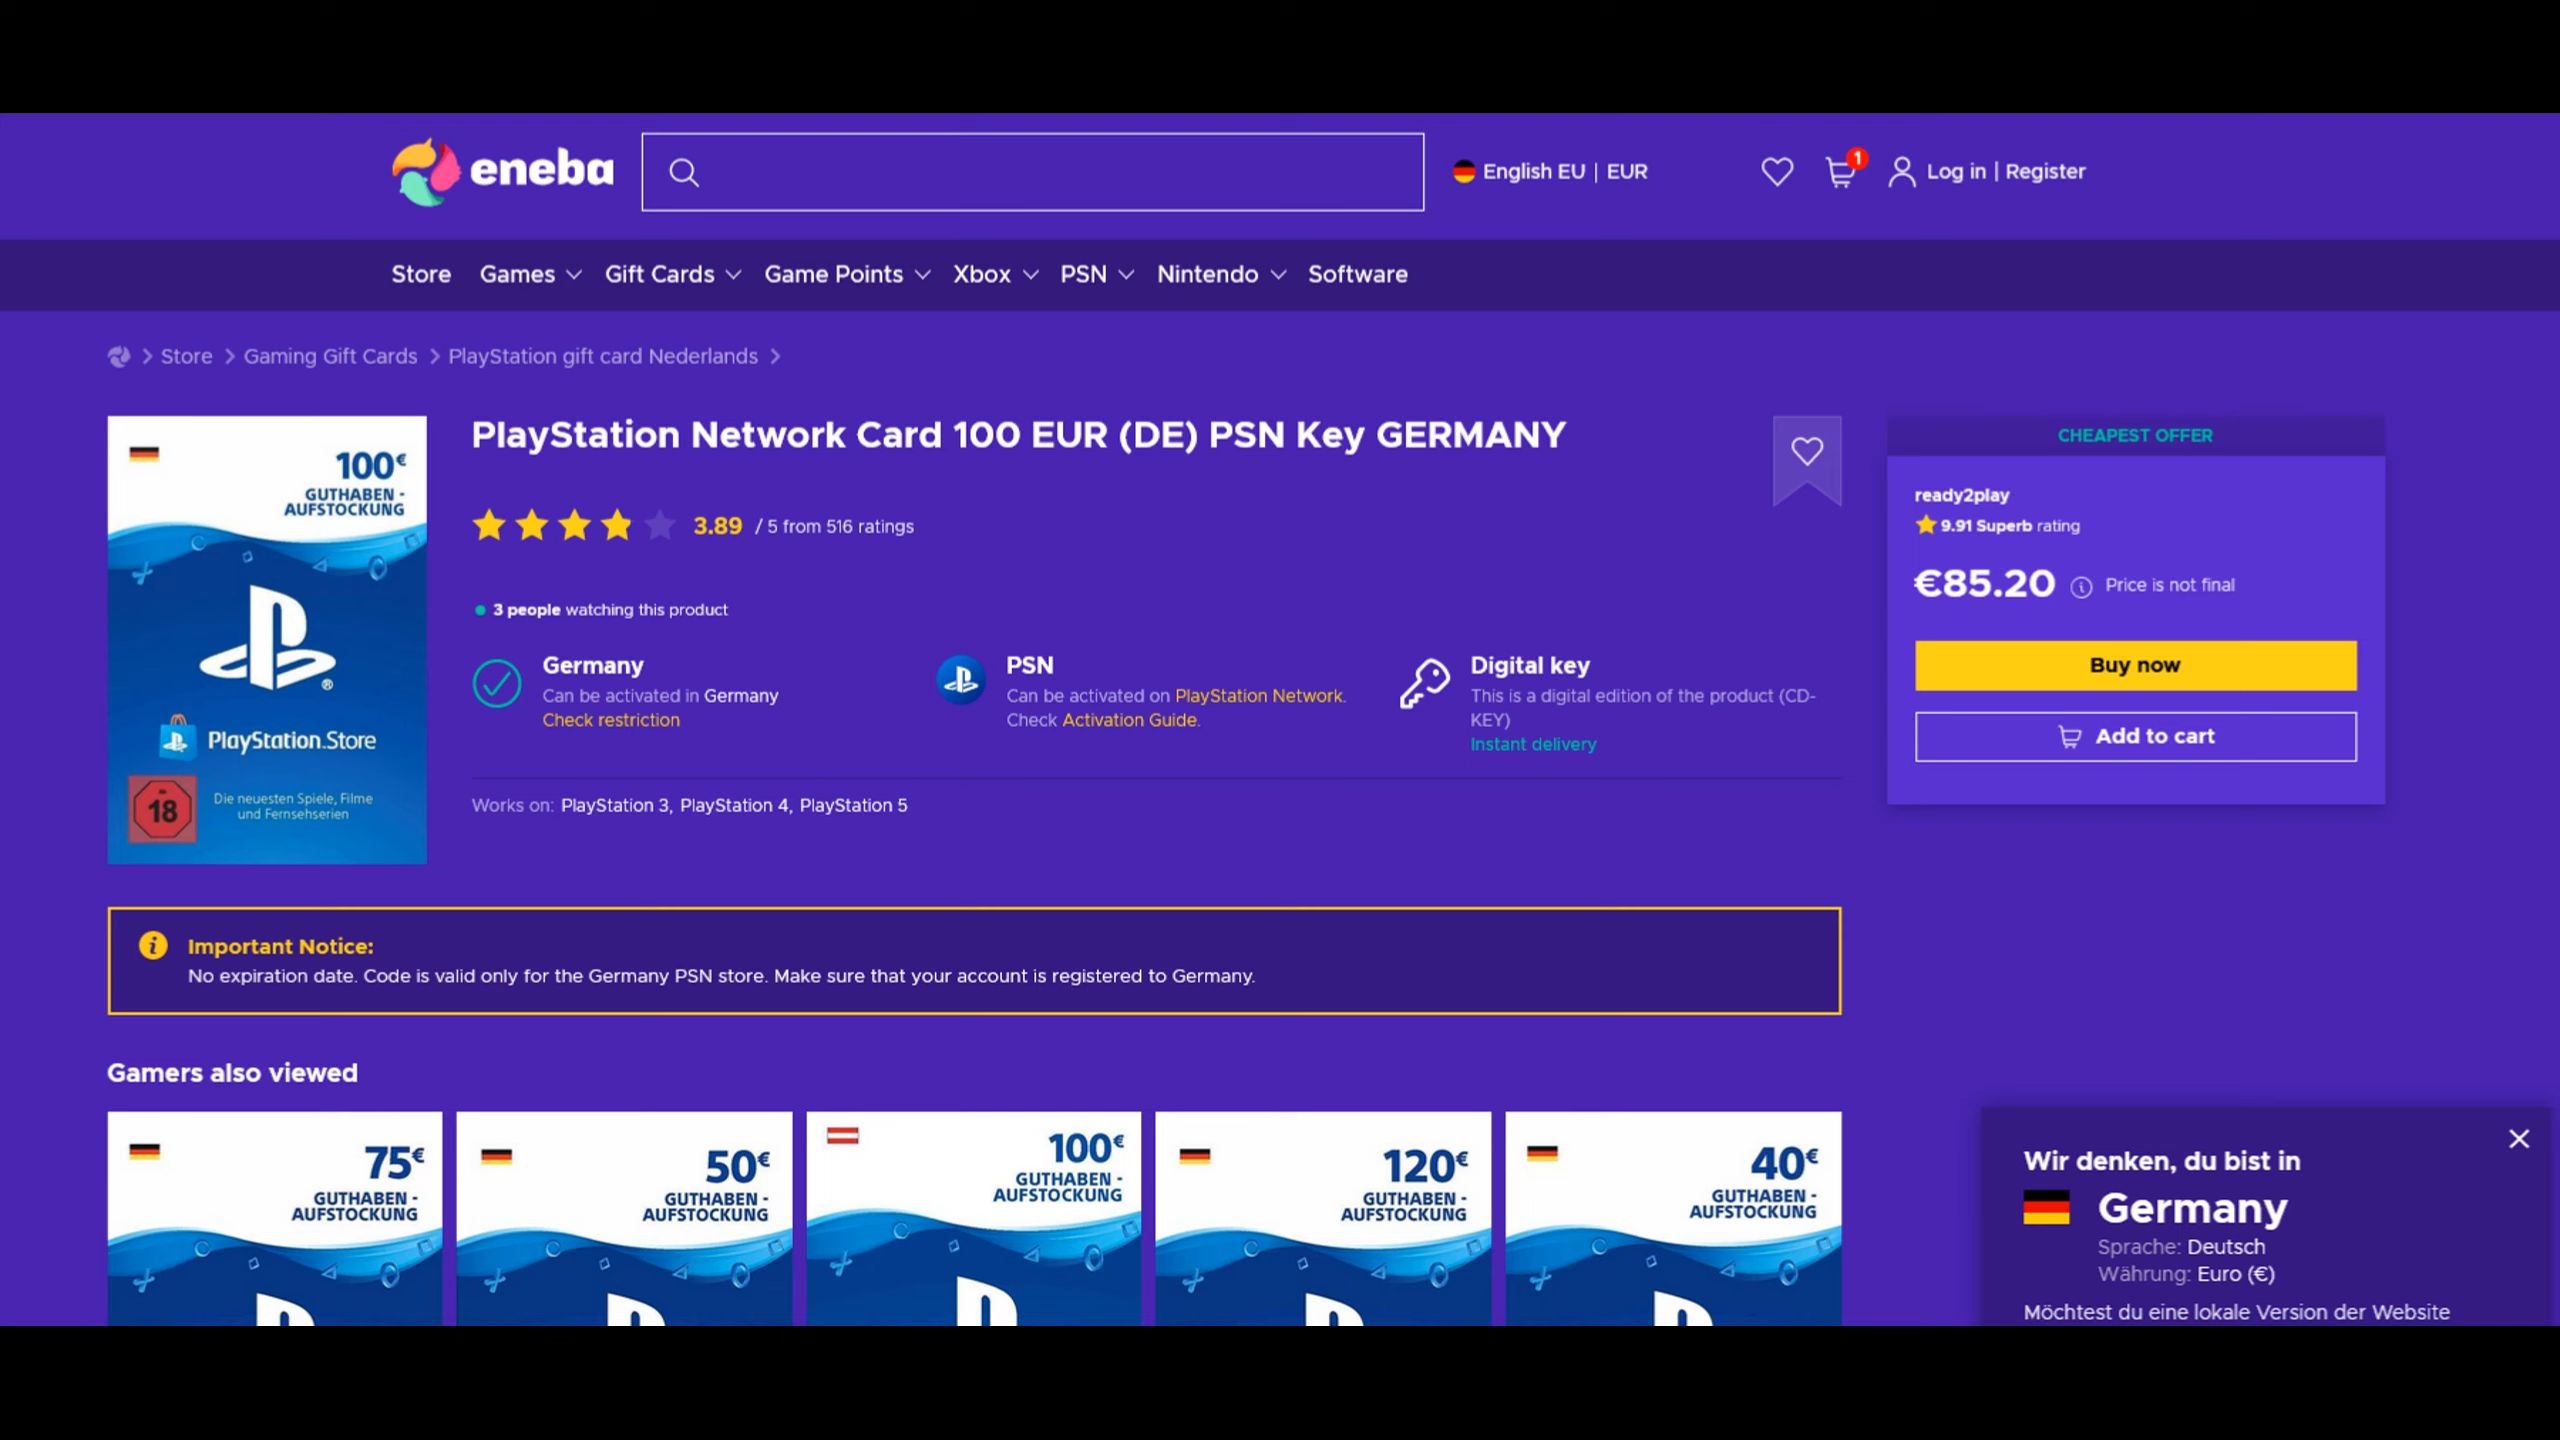 eneba
English EU | EUR
1
Log in | Register
Store Games Gift Cards Game Points Xbox PSN Nintendo Software
Store Gaming Gift Cards PlayStation gift card Nederlands
100€
GUTHABEN -
AUFSTOCKUNG
PlayStation.Store
18
Die neuesten Spiele, Filme
und Fernsehserien
PlayStation Network Card 100 EUR (DE) PSN Key GERMANY
3.89 / 5 from 516 ratings
3 people watching this product
Germany
Can be activated in Germany
Check restriction
PSN
Can be activated on PlayStation Network.
Check Activation Guide.
Digital key
This is a digital edition of the product (CD-
KEY)
Instant delivery
Works on: PlayStation 3, PlayStation 4, PlayStation 5
CHEAPEST OFFER
ready2play
9.91 Superb rating
€85.20 Price is not final
Buy now
Add to cart
Important Notice:
No expiration date. Code is valid only for the Germany PSN store. Make sure that your account is registered to Germany.
Gamers also viewed
75€
GUTHABEN -
AUFSTOCKUNG
50€
GUTHABEN -
AUFSTOCKUNG
100€
GUTHABEN -
AUFSTOCKUNG
120€
GUTHABEN -
AUFSTOCKUNG
40€
GUTHABEN -
AUFSTOCKUNG
Wir denken, du bist in
Germany
Sprache: Deutsch
Währung: Euro (€)
Möchtest du eine lokale Version der Website